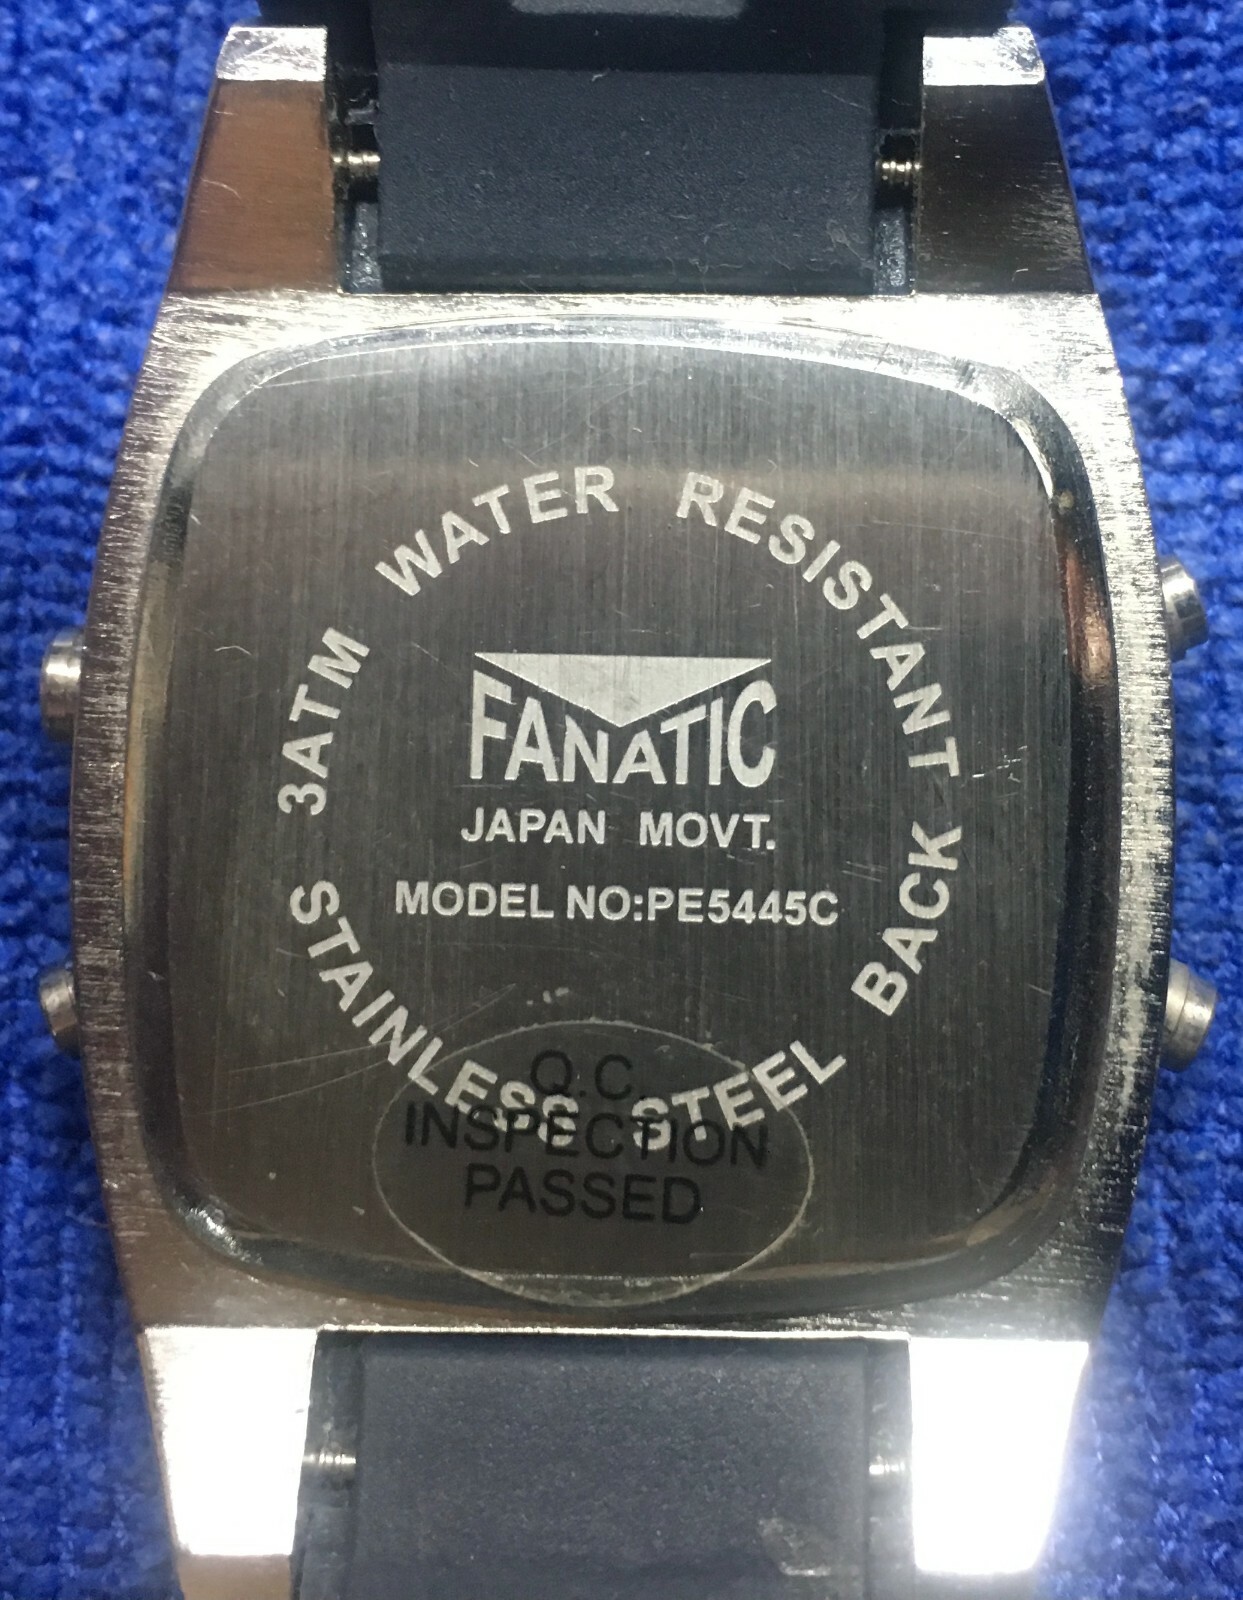 3ATM WATER RESISTANT
FANATIC
JAPAN MOVT.
MODEL NO:PE5445C
STAINLESS STEEL BACK
Q.C.
INSPECTION
PASSED